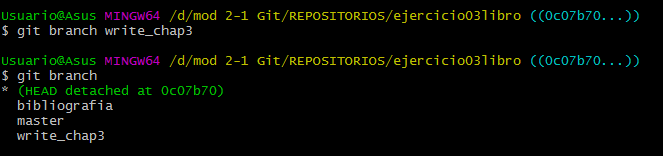 Usuario@Asus MINGW64 /d/mod 2-1 Git/REPOSITORIOS/ejercicio03libro ((0c07b70...))
$ git branch write_chap3
Usuario@Asus MINGW64 /d/mod 2-1 Git/REPOSITORIOS/ejercicio03libro ((0c07b70...))
$ git branch
* (HEAD detached at 0c07b70)
bibliografia
master
write_chap3